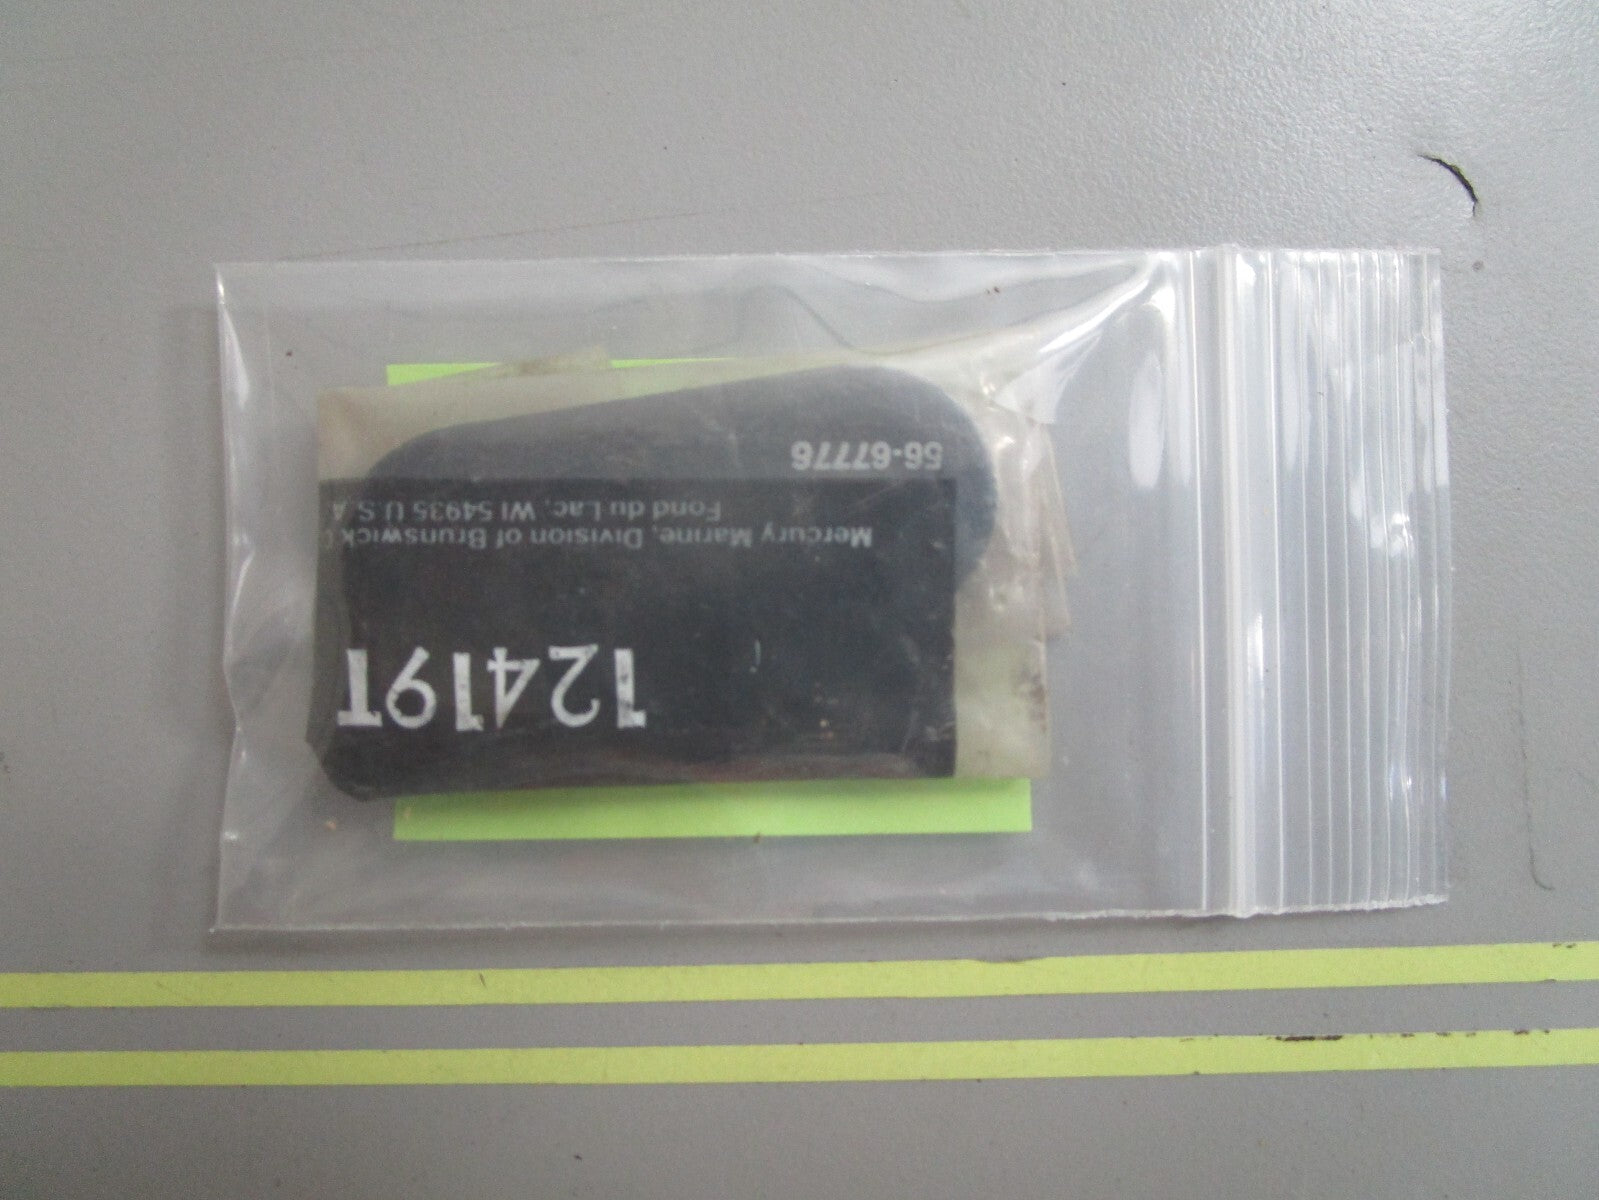 12419T
Mercury Marine, Division of Brunswick
Fond du Lac, WI 54935 U.S.A
56-67776